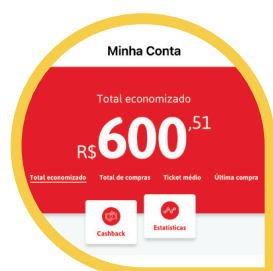 Minha Conta
Total economizado
R$600,51
Total economizado Total de compras Ticket médio Última compra
Cashback Estatísticas